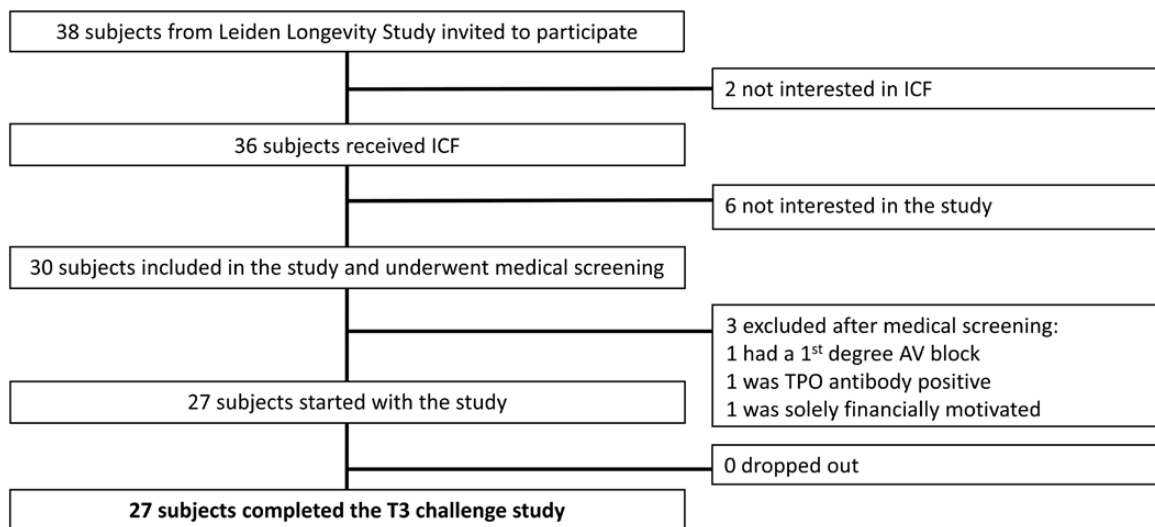 38 subjects from Leiden Longevity Study invited to participate
2 not interested in ICF
36 subjects received ICF
6 not interested in the study
30 subjects included in the study and underwent medical screening
3 excluded after medical screening:
1 had a 1st degree AV block
1 was TPO antibody positive
1 was solely financially motivated
27 subjects started with the study
0 dropped out
27 subjects completed the T3 challenge study